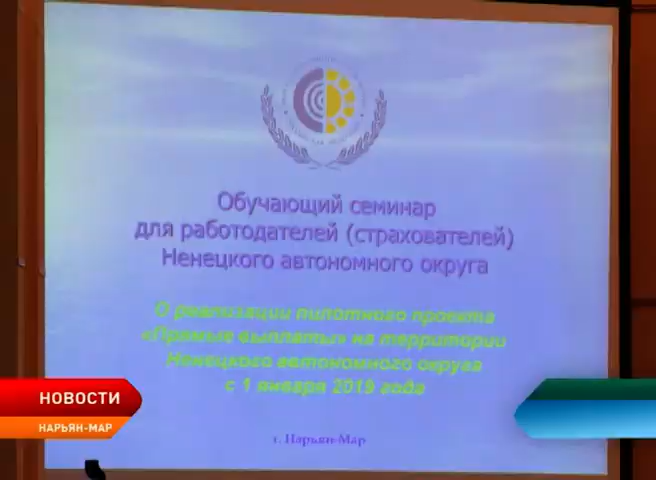 Обучающий семинар
для работодателей (страхователей)
Ненецкого автономного округа
О реализации пилотного проекта
«Прямые выплаты» на территории
Ненецкого автономного округа
с 1 января 2019 года
г. Нарьян-Мар
НОВОСТИ
НАРЬЯН-МАР